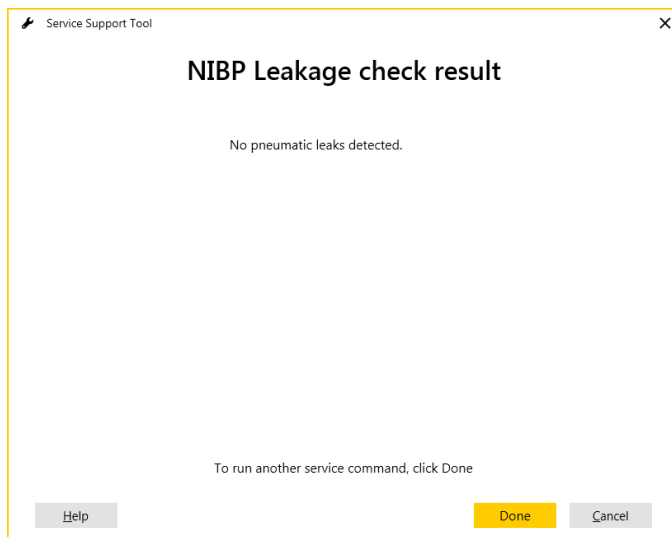 Service Support Tool
NIBP Leakage check result
No pneumatic leaks detected.
To run another service command, click Done
Help
Done
Cancel